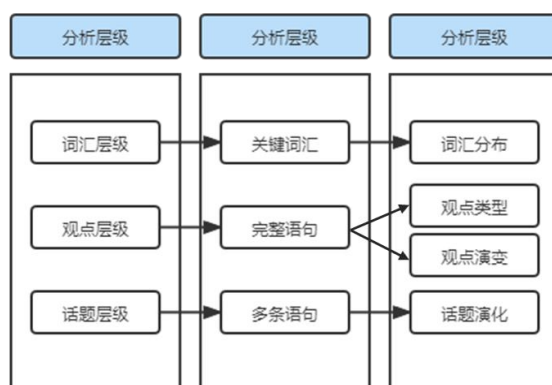 分析层级 分析层级 分析层级
词汇层级 关键词汇 词汇分布
观点类型
观点层级 完整语句
观点演变
话题层级 多条语句 话题演化